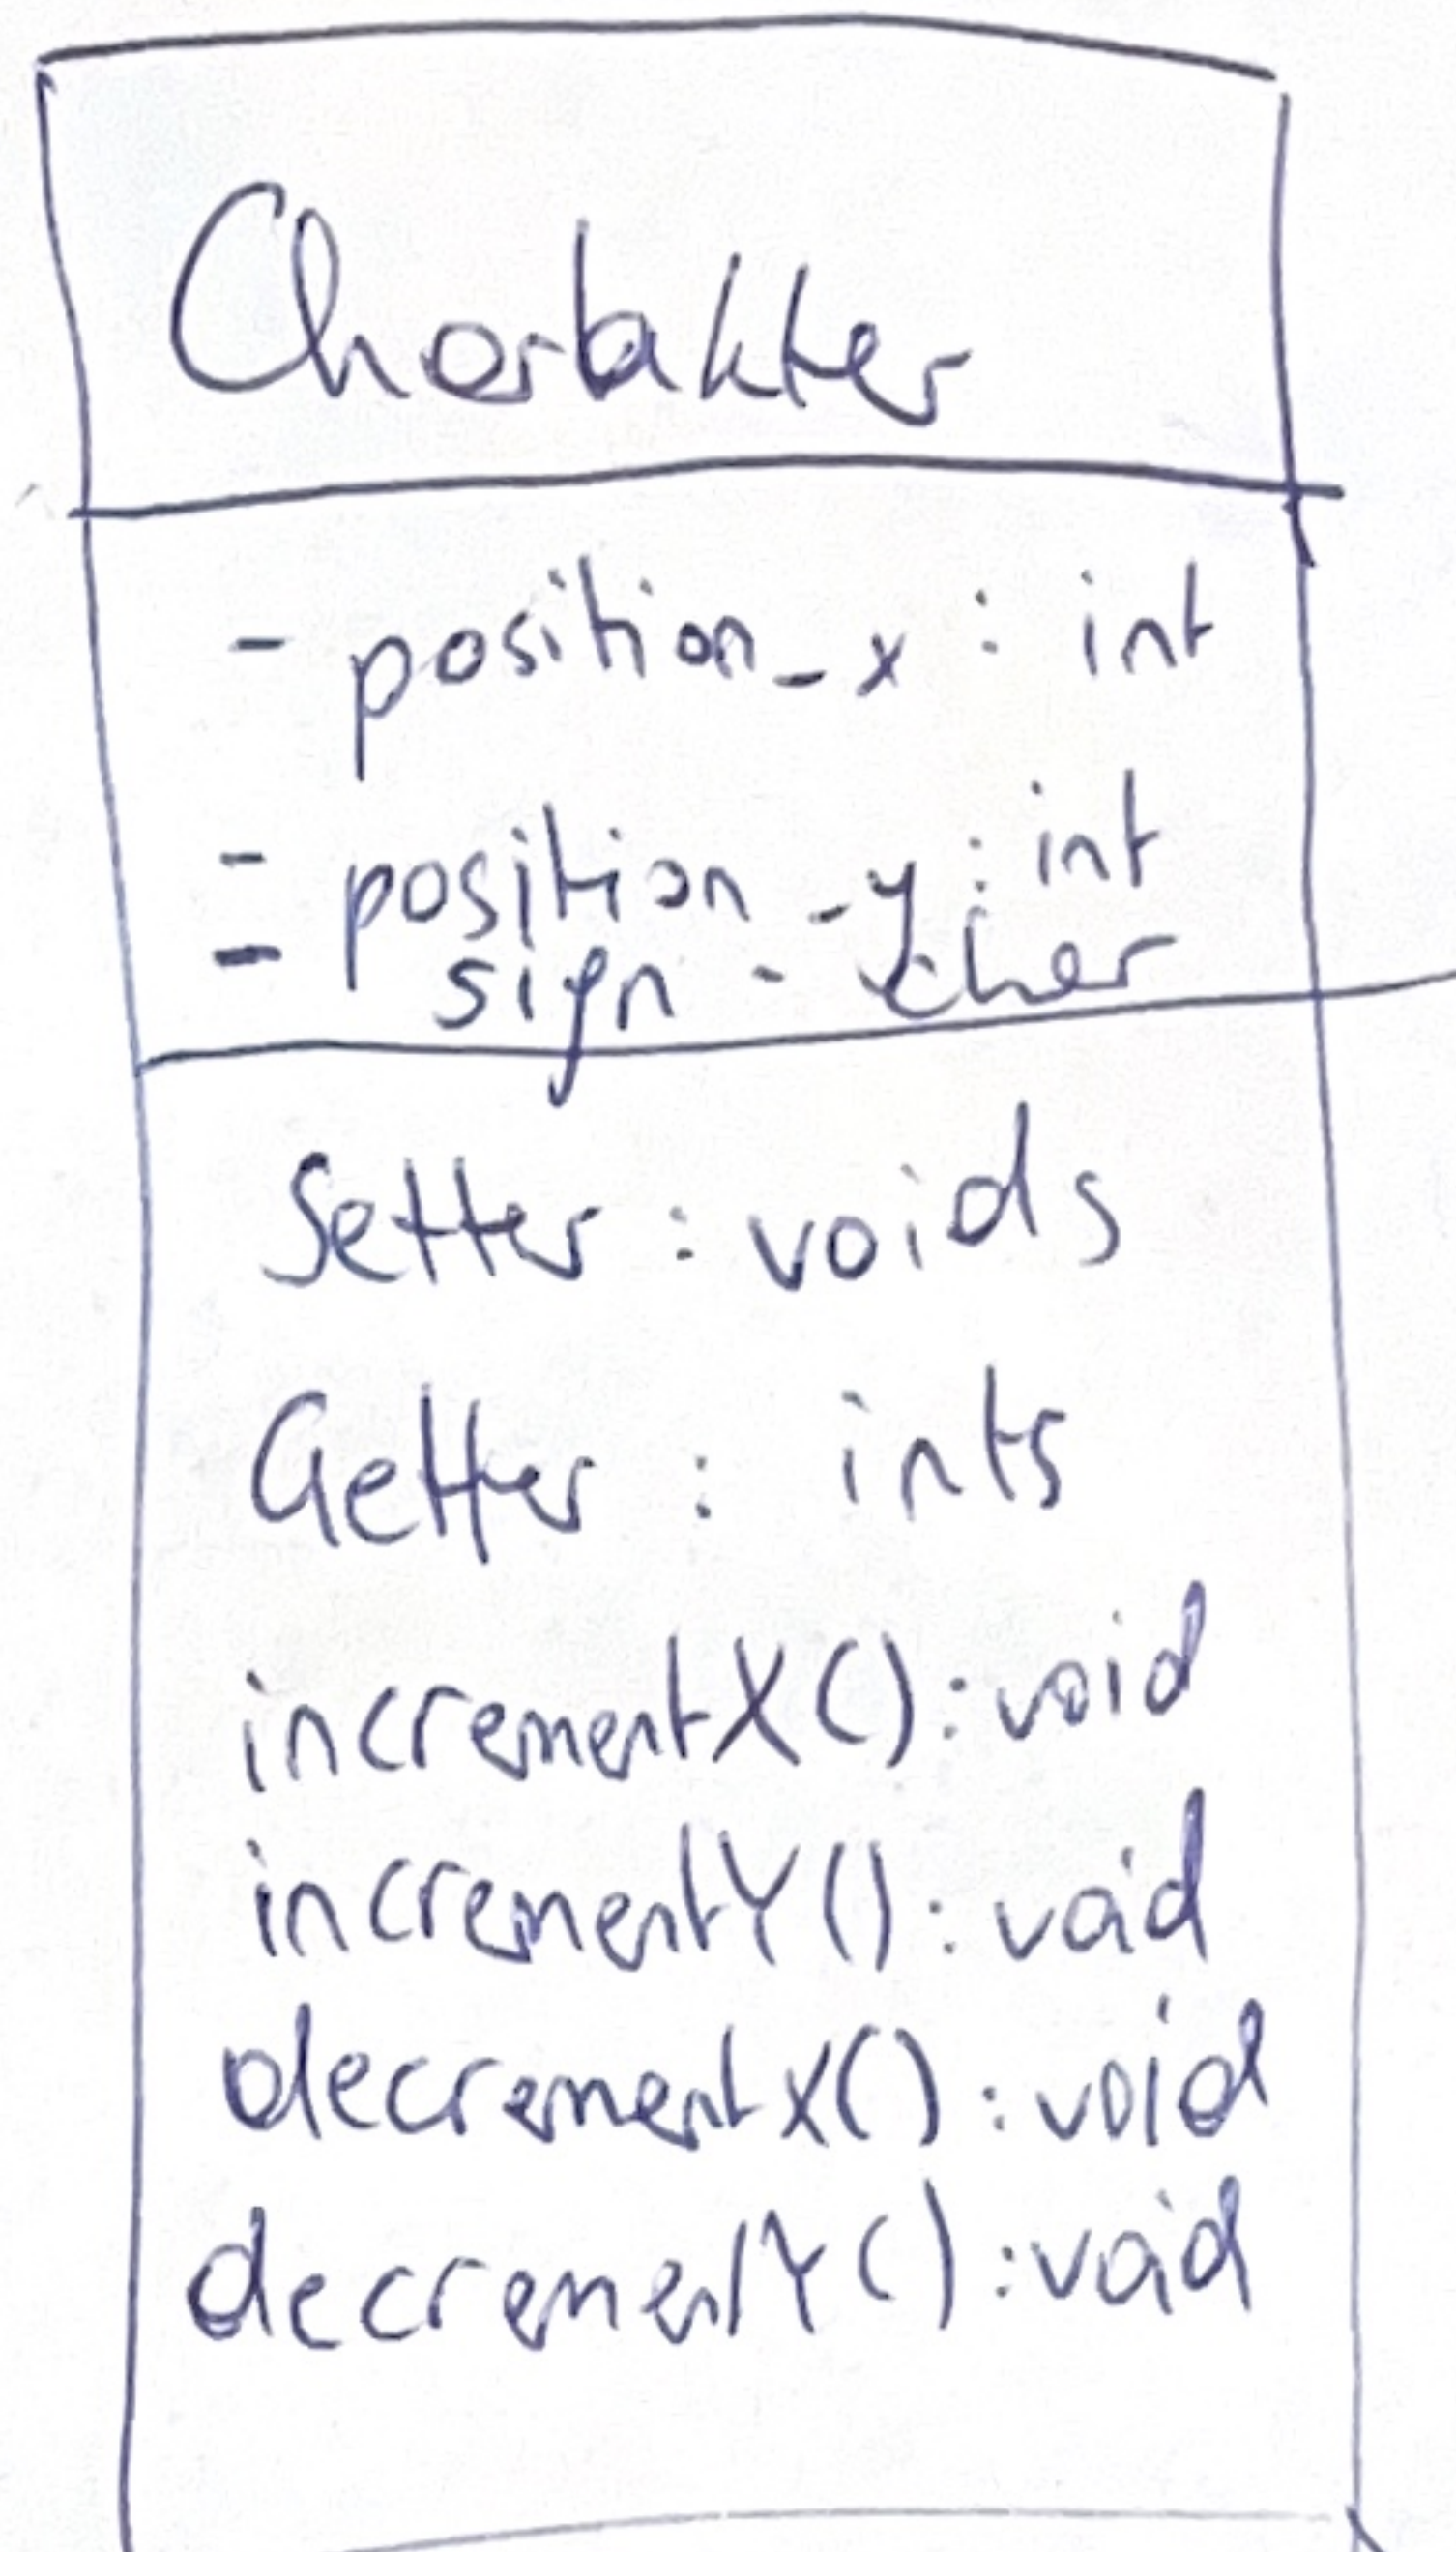 Charakter
- position_x : int
- position_y : int
- sign - char
Setter : voids
Getter : ints
incrementX() : void
incrementY() : void
decrementX() : void
decrementY() : void